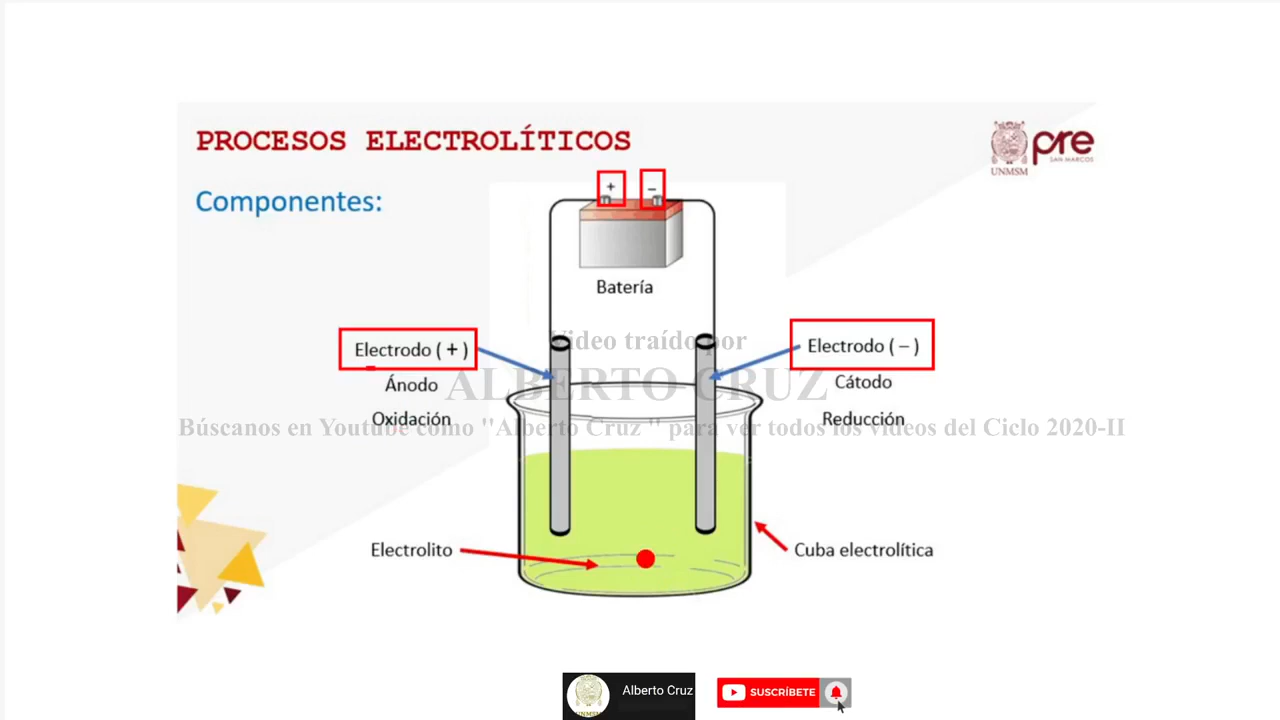 PROCESOS ELECTROLÍTICOS
pre
SAN MARCOS
UNMSM
Componentes:
+ –
Batería
Electrodo ( + )
Ánodo
Oxidación
Electrodo ( – )
Cátodo
Reducción
Video traído por
ALBERTO CRUZ
Búscanos en Youtube como "Alberto Cruz " para ver todos los videos del Ciclo 2020-II
Electrolito
Cuba electrolítica
UNMSM
Alberto Cruz
SUSCRÍBETE